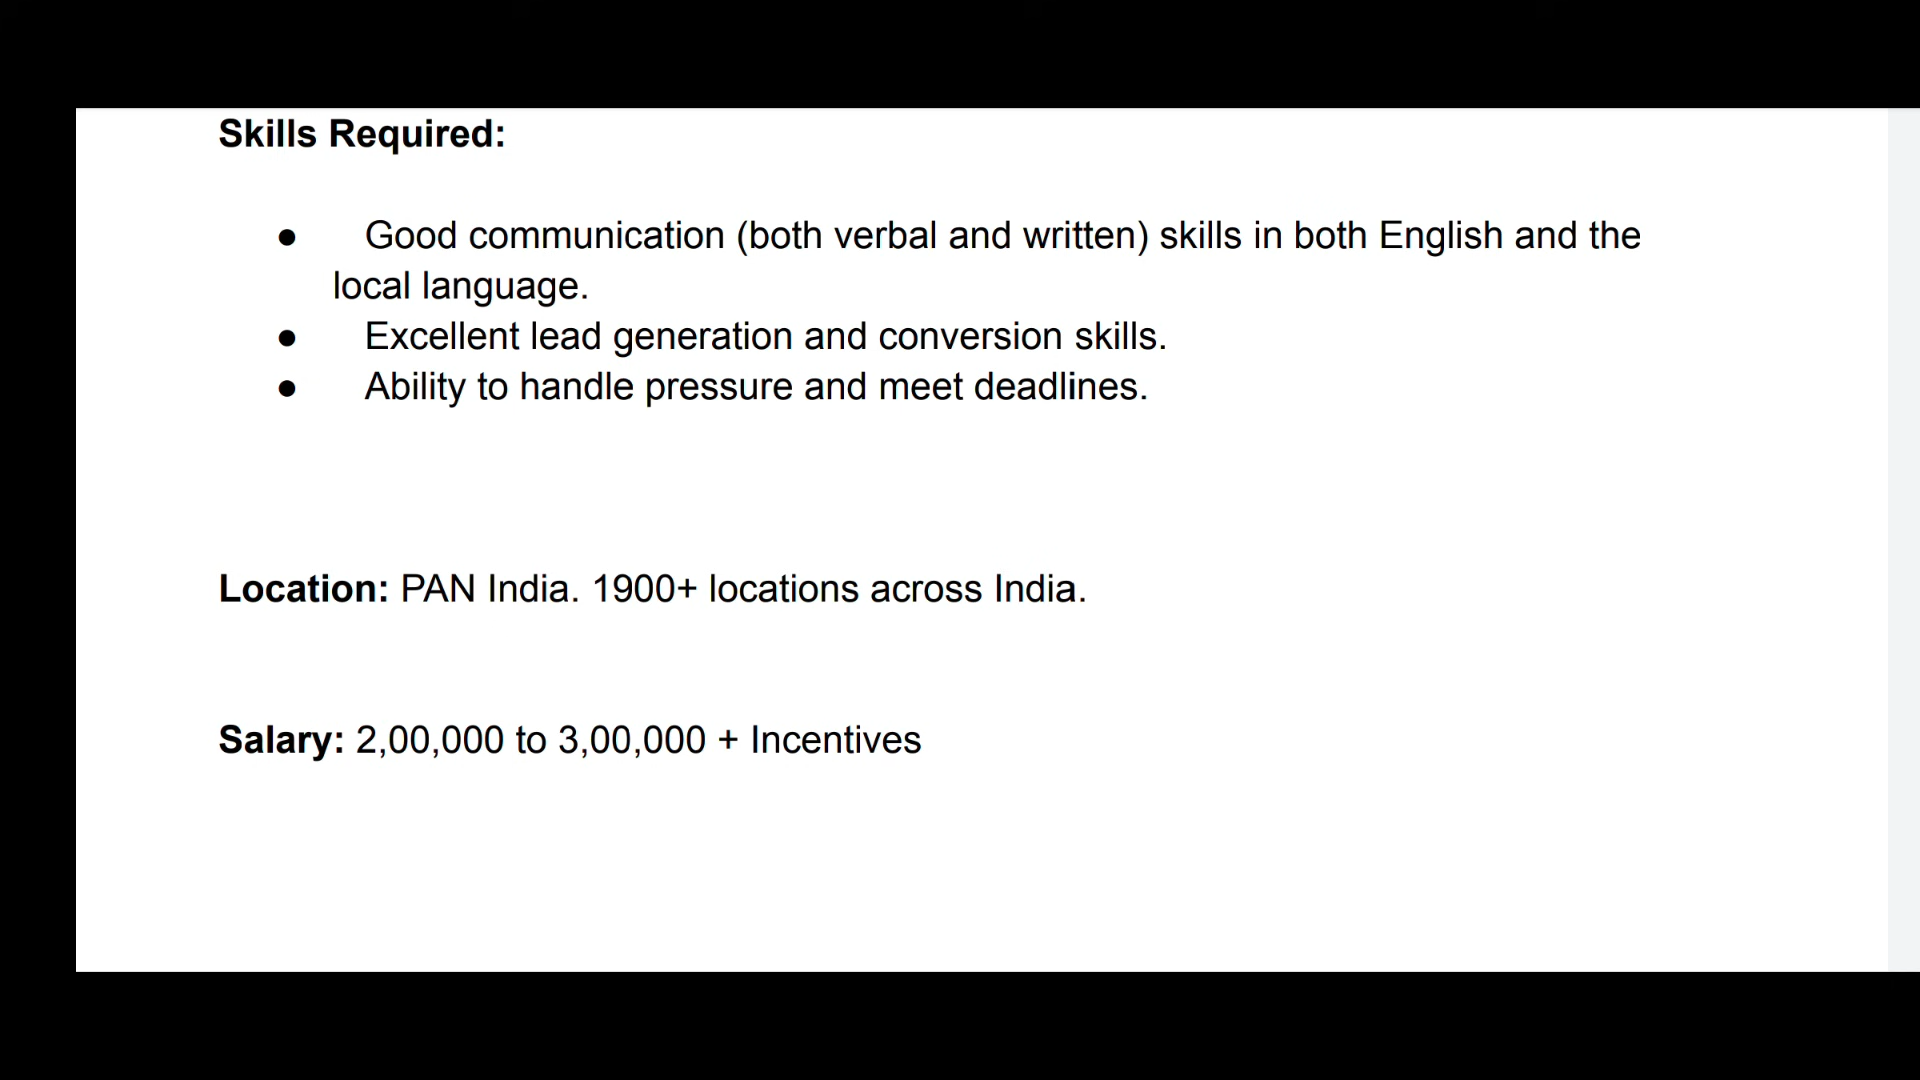 Skills Required:
● Good communication (both verbal and written) skills in both English and the
local language.
● Excellent lead generation and conversion skills.
● Ability to handle pressure and meet deadlines.
Location: PAN India. 1900+ locations across India.
Salary: 2,00,000 to 3,00,000 + Incentives